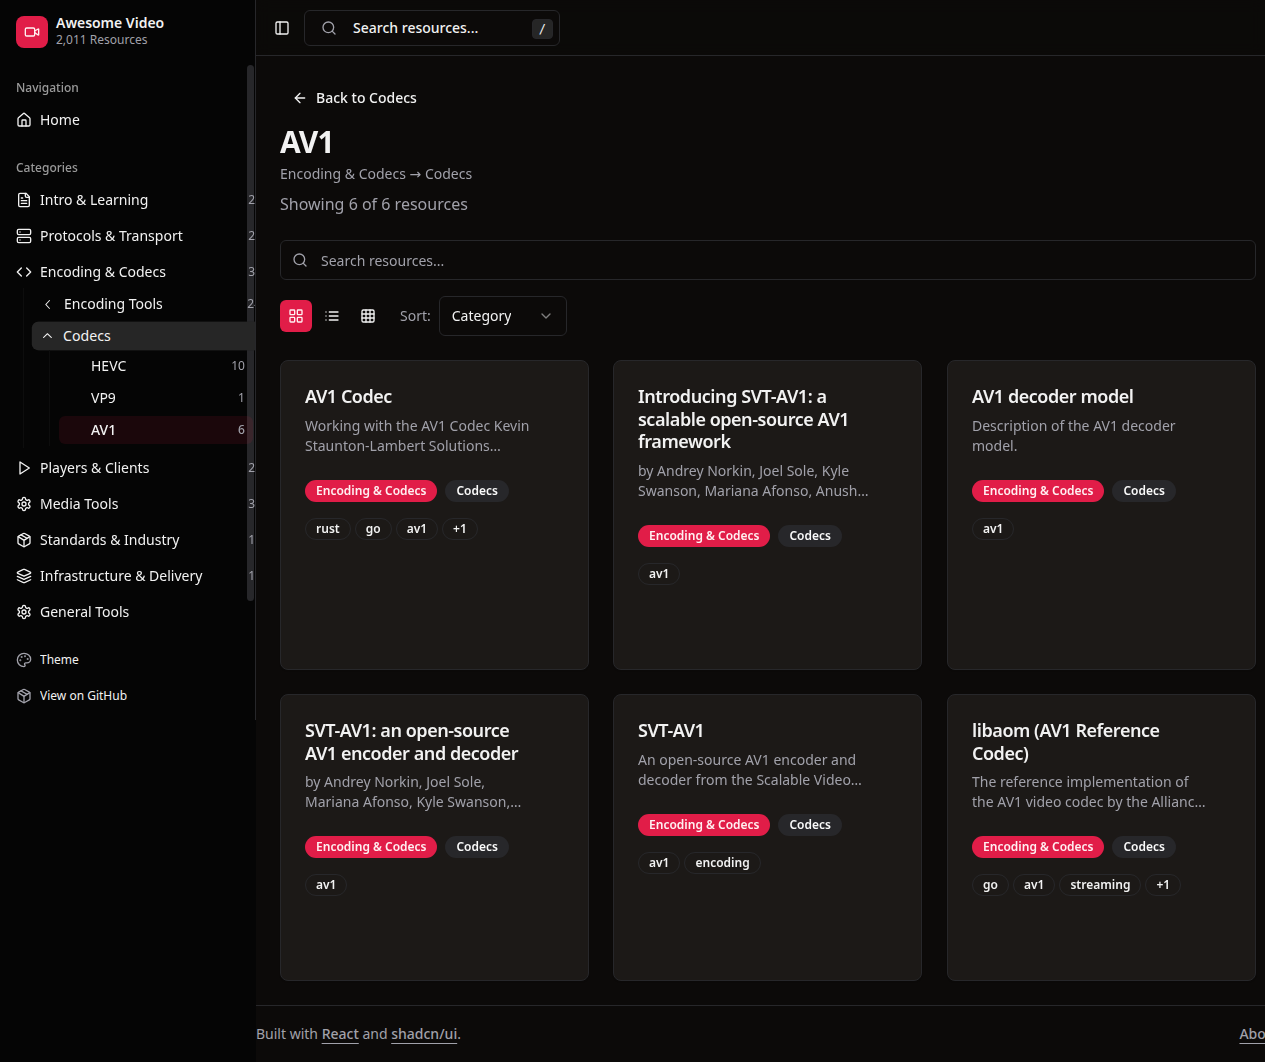 Awesome Video
2,011 Resources
Search resources...
/
Navigation
Home
Categories
Intro & Learning
2
Protocols & Transport
2
Encoding & Codecs
3
Encoding Tools
2
Codecs
HEVC
10
VP9
1
AV1
6
Players & Clients
2
Media Tools
3
Standards & Industry
1
Infrastructure & Delivery
1
General Tools
Theme
View on GitHub
Back to Codecs
AV1
Encoding & Codecs → Codecs
Showing 6 of 6 resources
Search resources...
Sort:
Category
AV1 Codec
Working with the AV1 Codec Kevin
Staunton-Lambert Solutions...
Encoding & Codecs
Codecs
rust
go
av1
+1
Introducing SVT-AV1: a
scalable open-source AV1
framework
by Andrey Norkin, Joel Sole, Kyle
Swanson, Mariana Afonso, Anush...
Encoding & Codecs
Codecs
av1
AV1 decoder model
Description of the AV1 decoder
model.
Encoding & Codecs
Codecs
av1
SVT-AV1: an open-source
AV1 encoder and decoder
by Andrey Norkin, Joel Sole,
Mariana Afonso, Kyle Swanson,...
Encoding & Codecs
Codecs
av1
SVT-AV1
An open-source AV1 encoder and
decoder from the Scalable Video...
Encoding & Codecs
Codecs
av1
encoding
libaom (AV1 Reference
Codec)
The reference implementation of
the AV1 video codec by the Allianc...
Encoding & Codecs
Codecs
go
av1
streaming
+1
Built with React and shadcn/ui.
Abo